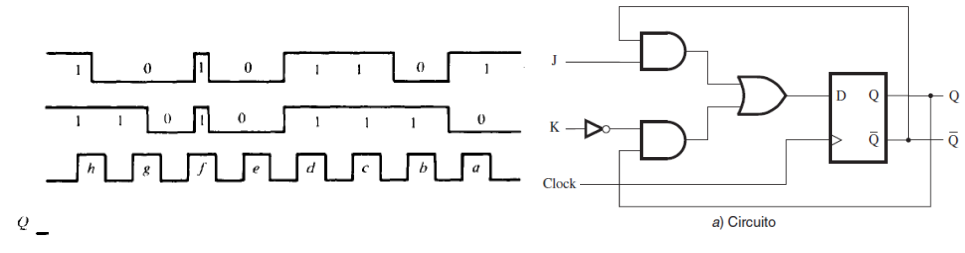 1 0 1 0 1 1 0 1
1 1 0 1 0 1 1 1 0
h g f e d c b a
Q
J
K
Clock
D Q
Q̅
Q
Q̅
a) Circuito